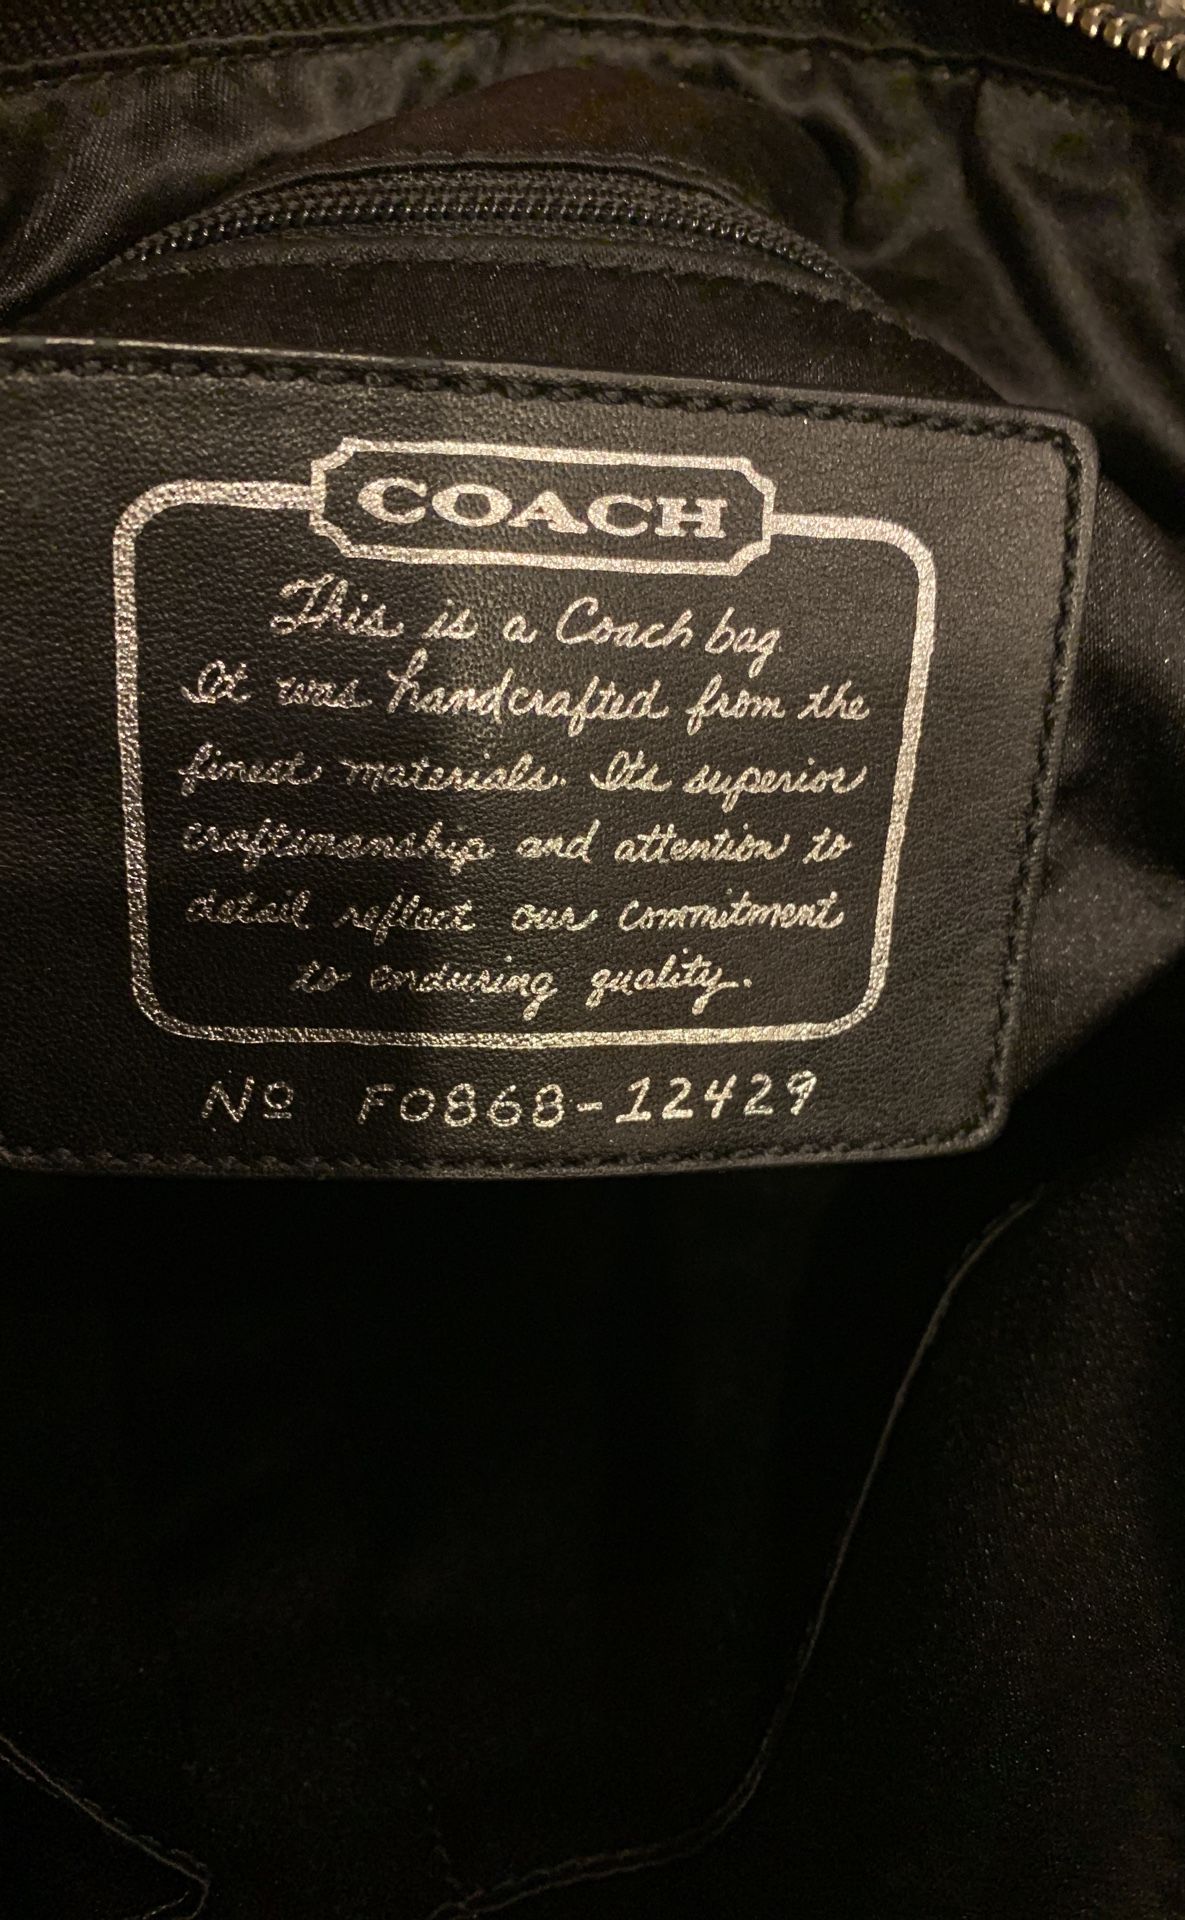 COACH
This is a Coach bag
It was handcrafted from the
finest materials. Its superior
craftsmanship and attention to
detail reflect our commitment
to enduring quality.
Nº F0868-12429